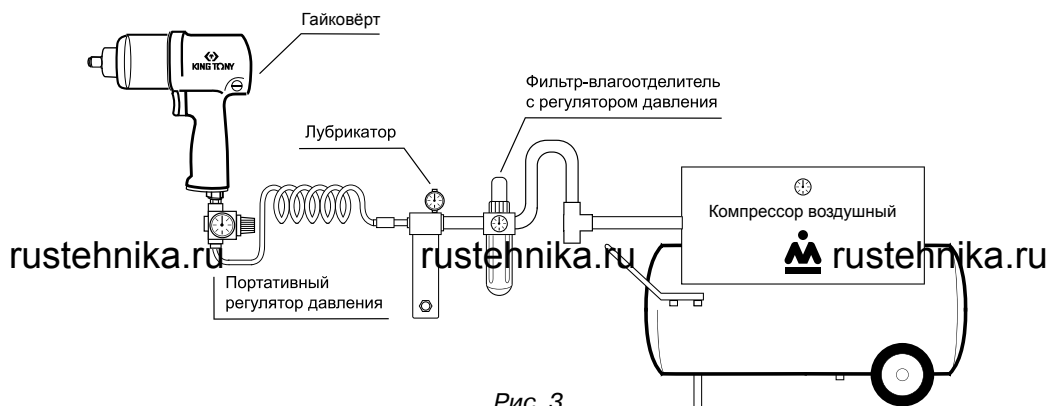 Гайковёрт
KING TONY
Фильтр-влагоотделитель
с регулятором давления
Лубрикатор
Компрессор воздушный
rustehnika.ru
rustehnika.ru
rustehnika.ru
Портативный
регулятор давления
Рис. 3